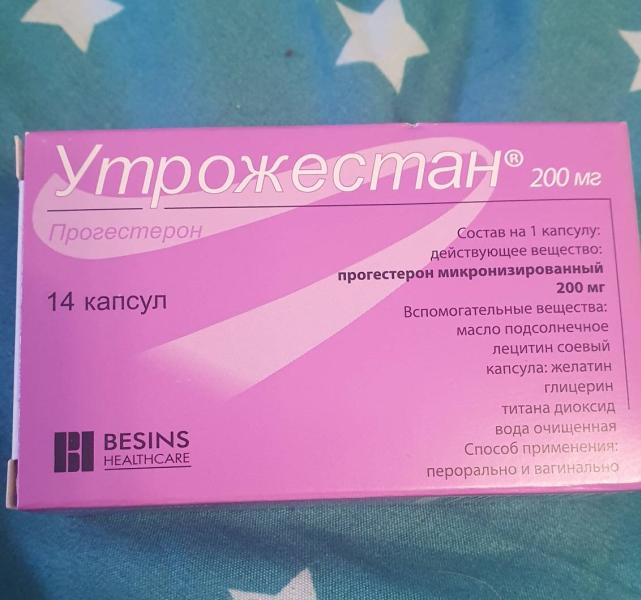 Утрожестан® 200 мг
Прогестерон
14 капсул
Состав на 1 капсулу:
действующее вещество:
прогестерон микронизированный
200 мг
Вспомогательные вещества:
масло подсолнечное
лецитин соевый
капсула: желатин
глицерин
титана диоксид
вода очищенная
Способ применения:
перорально и вагинально
BESINS
HEALTHCARE